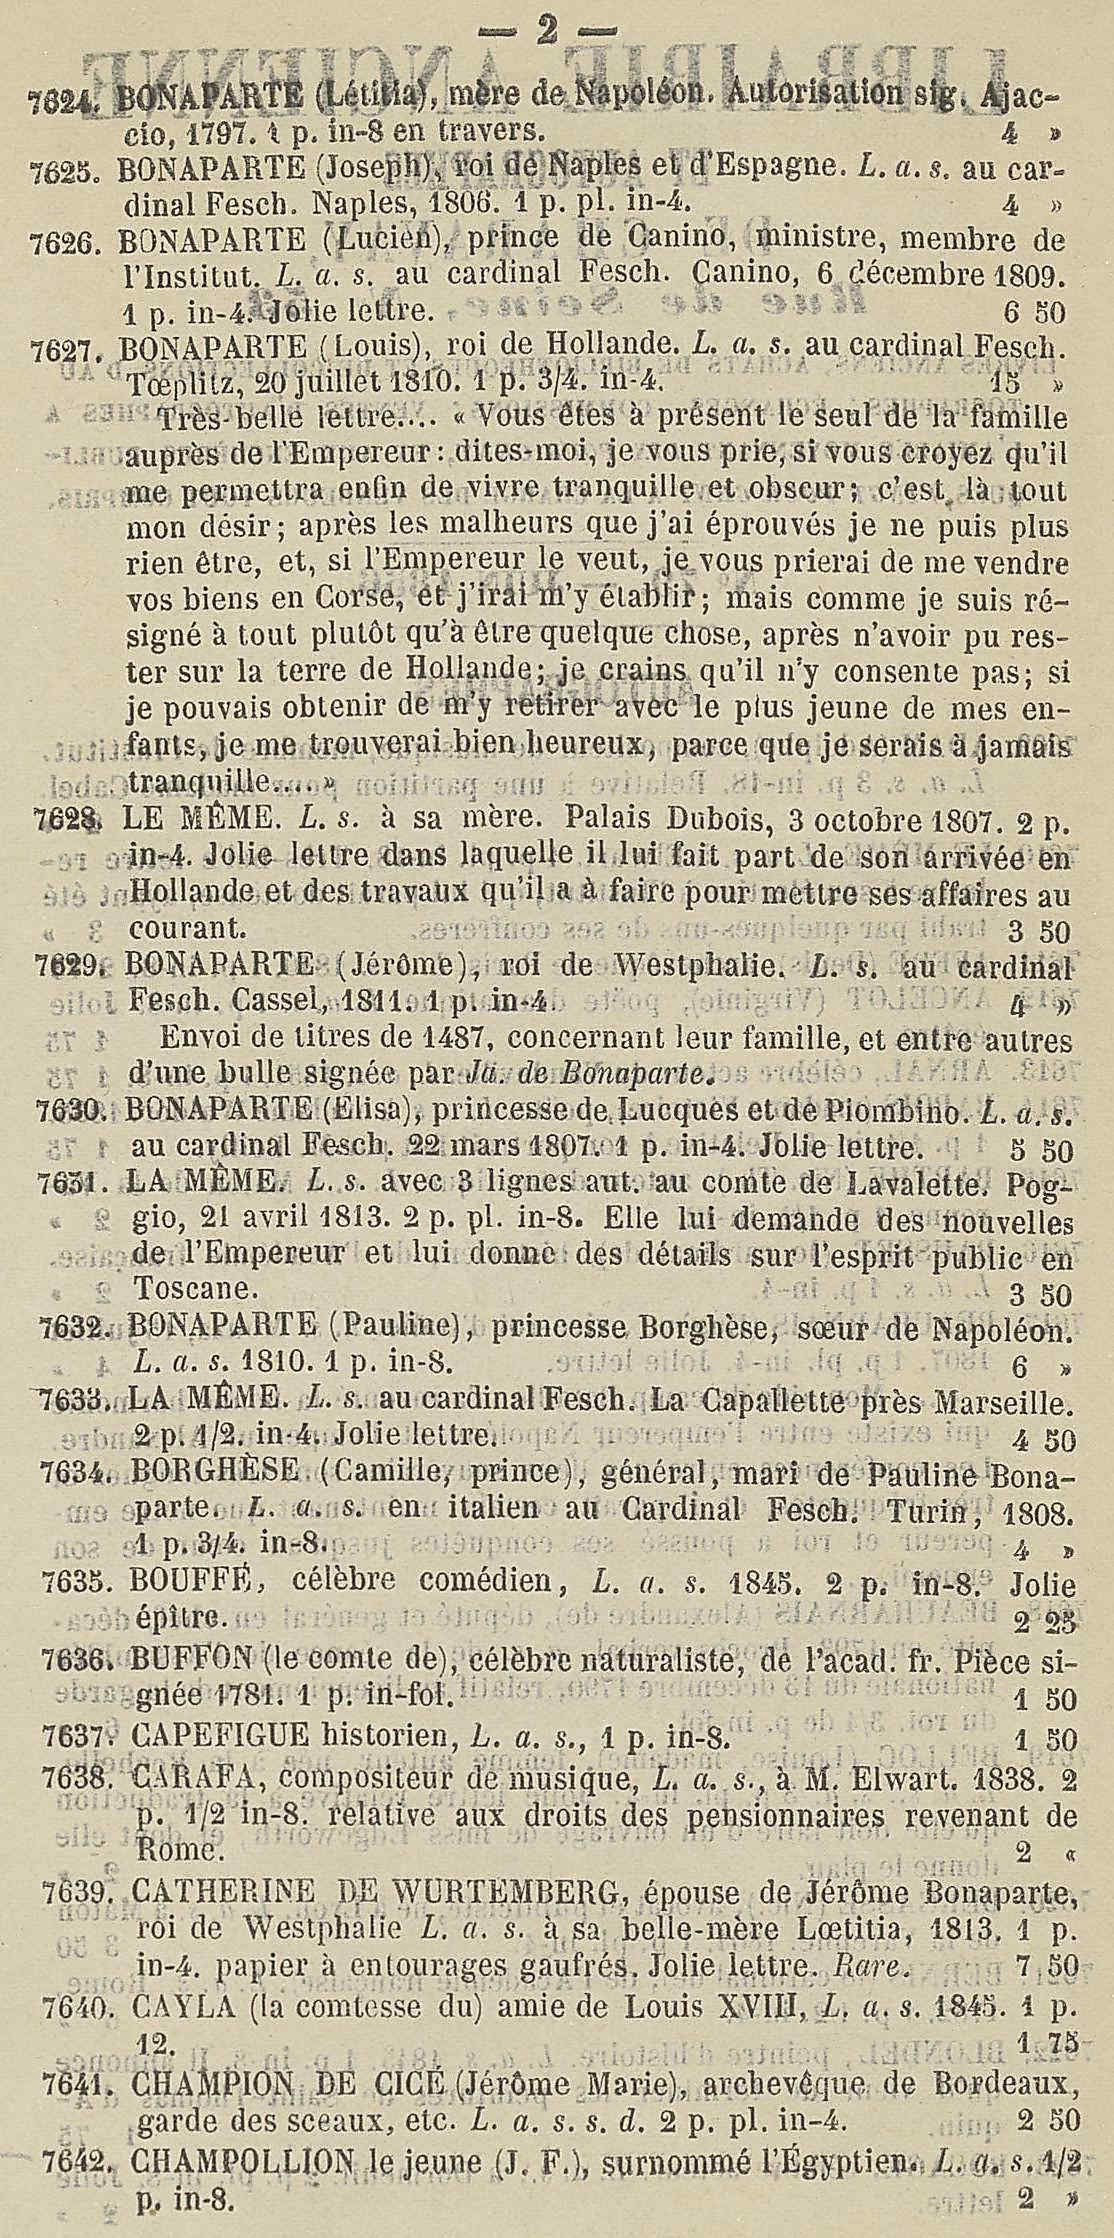 — 2 —
7624. BONAPARTE (Létitia), mère de Napoléon. Autorisation sig. Ajac-
cio, 1797. 1 p. in-8 en travers. 4 »
7625. BONAPARTE (Joseph), roi de Naples et d'Espagne. L. a. s. au car-
dinal Fesch. Naples, 1806. 1 p. pl. in-4. 4 »
7626. BONAPARTE (Lucien), prince de Canino, ministre, membre de
l'Institut. L. a. s. au cardinal Fesch. Canino, 6 décembre 1809.
1 p. in-4. Jolie lettre. 6 50
7627. BONAPARTE (Louis), roi de Hollande. L. a. s. au cardinal Fesch.
Tœplitz, 20 juillet 1810. 1 p. 3/4. in-4. 15 »
Très-belle lettre.... « Vous êtes à présent le seul de la famille
auprès de l'Empereur : dites-moi, je vous prie, si vous croyez qu'il
me permettra enfin de vivre tranquille et obscur; c'est là tout
mon désir; après les malheurs que j'ai éprouvés je ne puis plus
rien être, et, si l'Empereur le veut, je vous prierai de me vendre
vos biens en Corse, et j'irai m'y établir; mais comme je suis ré-
signé à tout plutôt qu'à être quelque chose, après n'avoir pu res-
ter sur la terre de Hollande; je crains qu'il n'y consente pas; si
je pouvais obtenir de m'y retirer avec le plus jeune de mes en-
fants, je me trouverai bien heureux, parce que je serais à jamais
tranquille.... »
7628. LE MÊME. L. s. à sa mère. Palais Dubois, 3 octobre 1807. 2 p.
in-4. Jolie lettre dans laquelle il lui fait part de son arrivée en
Hollande et des travaux qu'il a à faire pour mettre ses affaires au
courant. 3 50
7629. BONAPARTE (Jérôme), roi de Westphalie. L. s. au cardinal
Fesch. Cassel, 1811. 1 p. in-4. 4 »
Envoi de titres de 1487, concernant leur famille, et entre autres
d'une bulle signée par Ju. de Bonaparte.
7630. BONAPARTE (Elisa), princesse de Lucques et de Piombino. L. a. s.
au cardinal Fesch. 22 mars 1807. 1 p. in-4. Jolie lettre. 5 50
7631. LA MÊME. L. s. avec 3 lignes aut. au comte de Lavalette. Pog-
gio, 21 avril 1813. 2 p. pl. in-8. Elle lui demande des nouvelles
de l'Empereur et lui donne des détails sur l'esprit public en
Toscane. 3 50
7632. BONAPARTE (Pauline), princesse Borghèse, sœur de Napoléon.
L. a. s. 1810. 1 p. in-8. 6 »
7633. LA MÊME. L. s. au cardinal Fesch. La Capallette près Marseille.
2 p. 1/2. in-4. Jolie lettre. 4 50
7634. BORGHÈSE (Camille, prince), général, mari de Pauline Bona-
parte. L. a. s. en italien au Cardinal Fesch. Turin, 1808.
1 p. 3/4. in-8. 4 »
7635. BOUFFÉ, célèbre comédien, L. a. s. 1845. 2 p. in-8. Jolie
épître. 2 25
7636. BUFFON (le comte de), célèbre naturaliste, de l'acad. fr. Pièce si-
gnée 1781. 1 p. in-fol. 1 50
7637. CAPEFIGUE historien, L. a. s., 1 p. in-8. 1 50
7638. CARAFA, compositeur de musique, L. a. s., à M. Elwart. 1838. 2
p. 1/2 in-8. relative aux droits des pensionnaires revenant de
Rome. 2 «
7639. CATHERINE DE WURTEMBERG, épouse de Jérôme Bonaparte,
roi de Westphalie L. a. s. à sa belle-mère Lœtitia, 1813. 1 p.
in-4. papier à entourages gaufrés. Jolie lettre. Rare. 7 50
7640. CAYLA (la comtesse du) amie de Louis XVIII, L. a. s. 1845. 1 p.
12. 1 75
7641. CHAMPION DE CICÉ (Jérôme Marie), archevêque de Bordeaux,
garde des sceaux, etc. L. a. s. s. d. 2 p. pl. in-4. 2 50
7642. CHAMPOLLION le jeune (J. F.), surnommé l'Égyptien. L. a. s. 1/2
p. in-8. 2 »